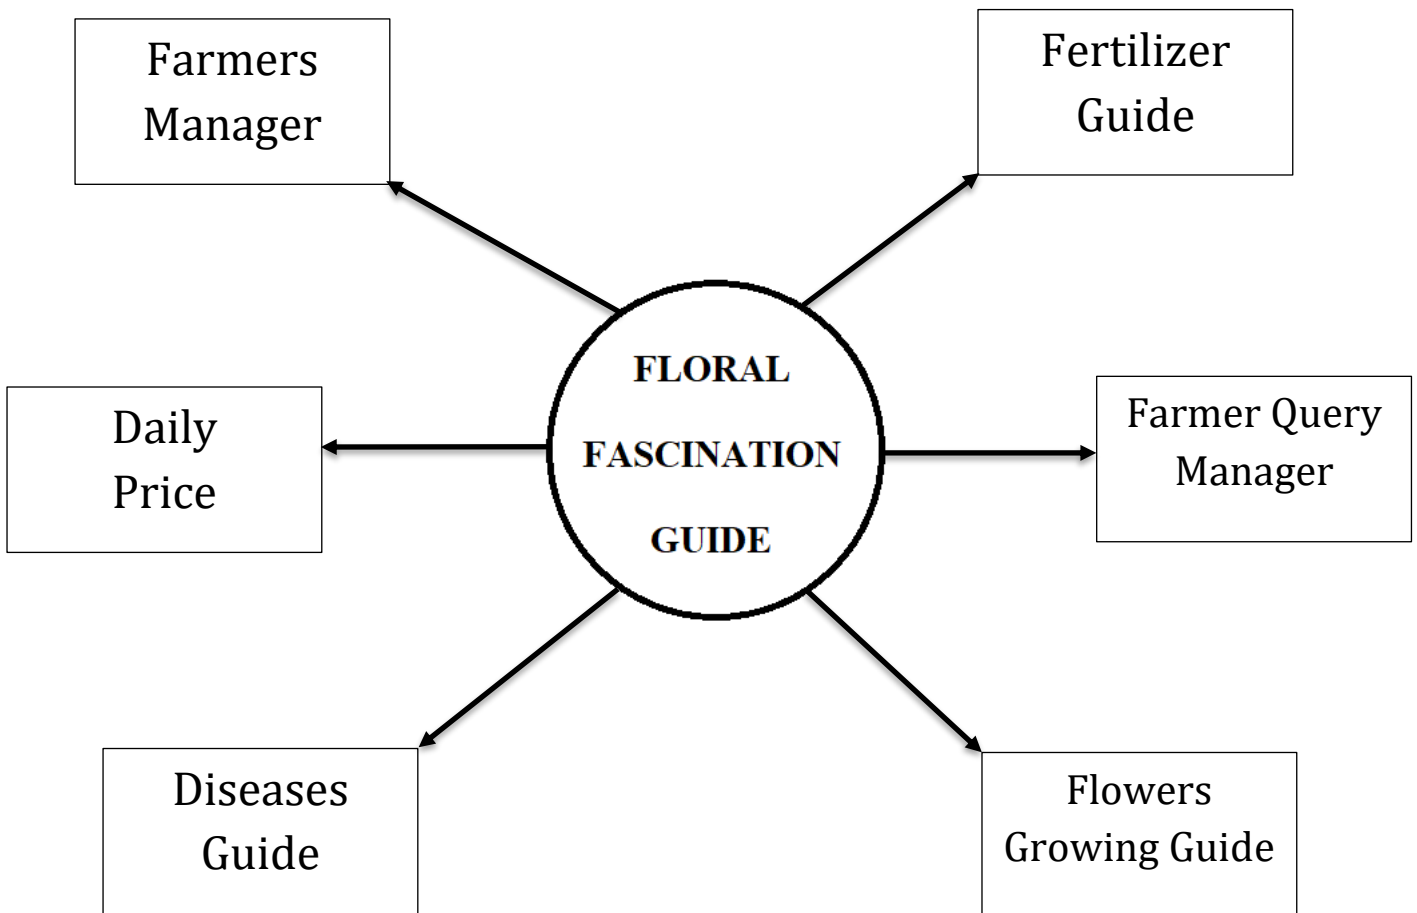 Farmers
Manager
Fertilizer
Guide
FLORAL
FASCINATION
GUIDE
Daily
Price
Farmer Query
Manager
Diseases
Guide
Flowers
Growing Guide